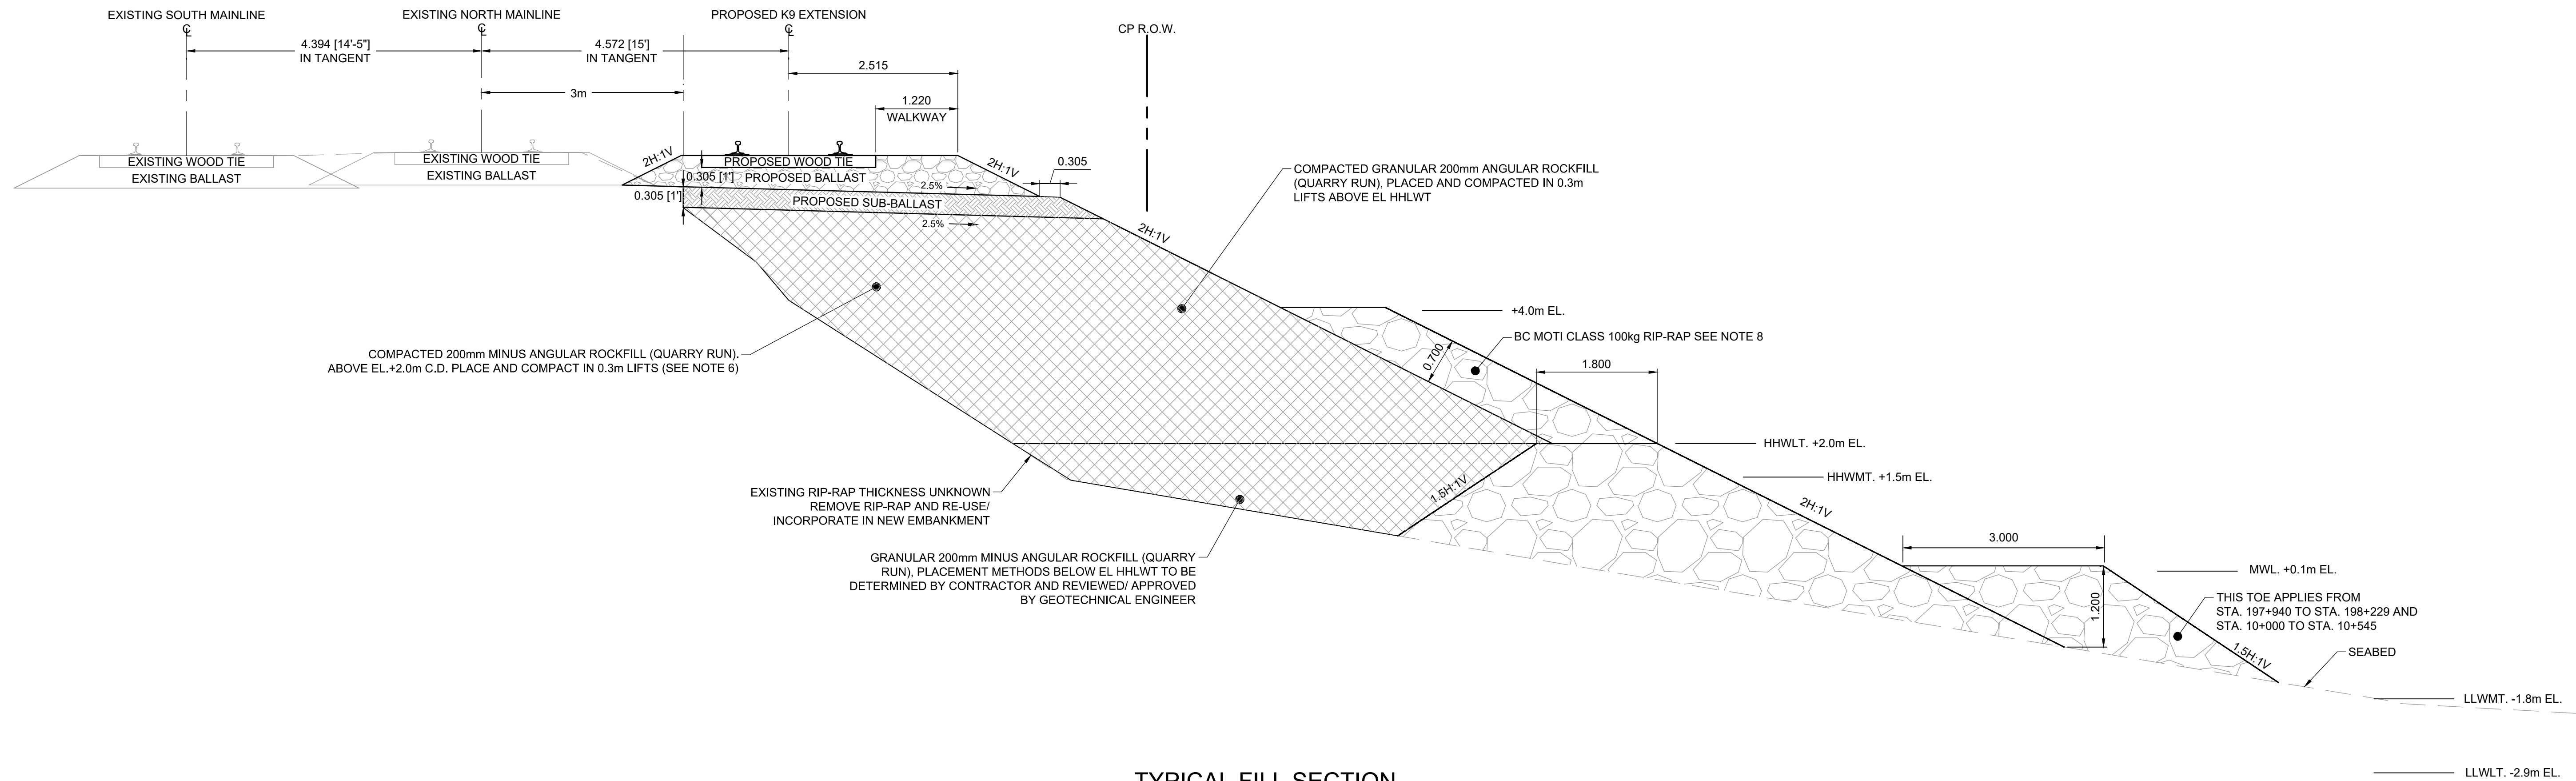 EXISTING SOUTH MAINLINE
℄
EXISTING NORTH MAINLINE
℄
PROPOSED K9 EXTENSION
℄
CP R.O.W.
4.394 [14'-5"]
IN TANGENT
4.572 [15']
IN TANGENT
2.515
3m
1.220
WALKWAY
EXISTING WOOD TIE
EXISTING BALLAST
EXISTING WOOD TIE
EXISTING BALLAST
2H:1V
PROPOSED WOOD TIE
0.305 [1']
PROPOSED BALLAST
2.5%
2H:1V
0.305
0.305 [1']
PROPOSED SUB-BALLAST
2.5%
2H:1V
COMPACTED GRANULAR 200mm ANGULAR ROCKFILL
(QUARRY RUN), PLACED AND COMPACTED IN 0.3m
LIFTS ABOVE EL HHLWT
+4.0m EL.
BC MOTI CLASS 100kg RIP-RAP SEE NOTE 8
0.700
1.800
COMPACTED 200mm MINUS ANGULAR ROCKFILL (QUARRY RUN).
ABOVE EL.+2.0m C.D. PLACE AND COMPACT IN 0.3m LIFTS (SEE NOTE 6)
HHWLT. +2.0m EL.
HHWMT. +1.5m EL.
EXISTING RIP-RAP THICKNESS UNKNOWN
REMOVE RIP-RAP AND RE-USE/
INCORPORATE IN NEW EMBANKMENT
1.5H:1V
2H:1V
GRANULAR 200mm MINUS ANGULAR ROCKFILL (QUARRY
RUN), PLACEMENT METHODS BELOW EL HHLWT TO BE
DETERMINED BY CONTRACTOR AND REVIEWED/ APPROVED
BY GEOTECHNICAL ENGINEER
3.000
MWL. +0.1m EL.
1.200
THIS TOE APPLIES FROM
STA. 197+940 TO STA. 198+229 AND
STA. 10+000 TO STA. 10+545
1.5H:1V
SEABED
LLWMT. -1.8m EL.
LLWLT. -2.9m EL.
TYPICAL FILL SECTION